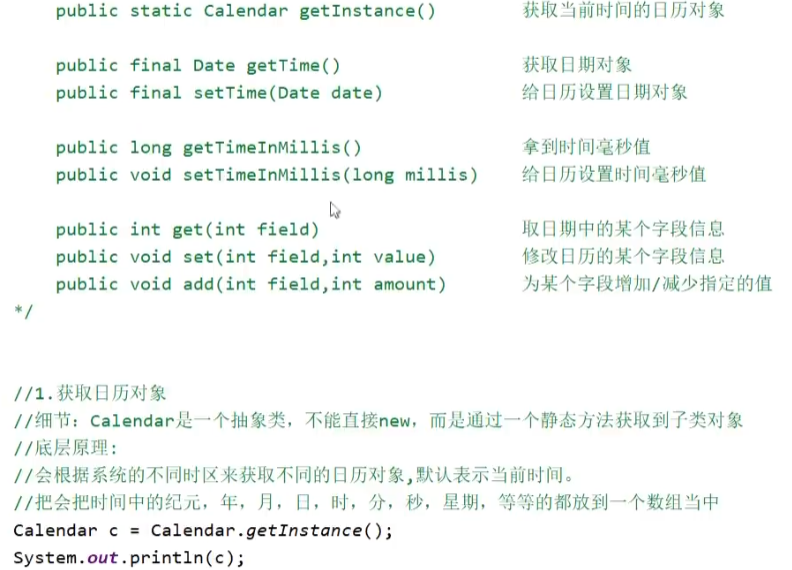 public static Calendar getInstance() 获取当前时间的日历对象
public final Date getTime() 获取日期对象
public final setTime(Date date) 给日历设置日期对象
public long getTimeInMillis() 拿到时间毫秒值
public void setTimeInMillis(long millis) 给日历设置时间毫秒值
public int get(int field) 取日期中的某个字段信息
public void set(int field,int value) 修改日历的某个字段信息
public void add(int field,int amount) 为某个字段增加/减少指定的值
*/
//1.获取日历对象
//细节：Calendar是一个抽象类，不能直接new，而是通过一个静态方法获取到子类对象
//底层原理：
//会根据系统的不同时区来获取不同的日历对象,默认表示当前时间。
//把会把时间中的纪元，年，月，日，时，分，秒，星期，等等的都放到一个数组当中
Calendar c = Calendar.getInstance();
System.out.println(c);